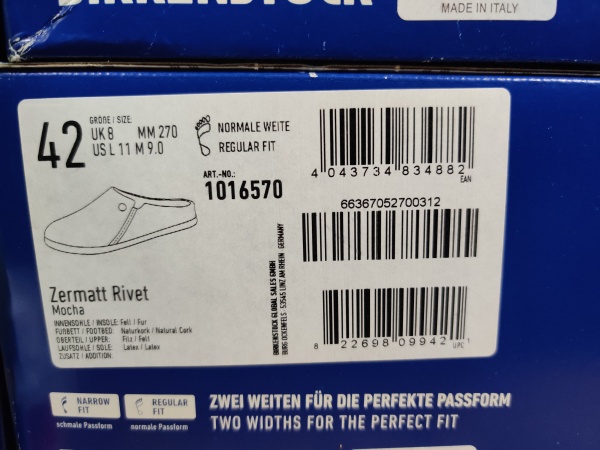 BIRKENSTOCK
MADE IN ITALY
42
GRÖßE / SIZE
UK 8 MM 270
US L 11 M 9.0
NORMALE WEITE
REGULAR FIT
ART.-NO.:
1016570
4 043734 834882
EAN
66367052700312
BIRKENSTOCK GLOBAL SALES GMBH
BURG OCKENFELS - 53545 LINZ AM RHEIN GERMANY
Zermatt Rivet
Mocha
INNENSOHLE / INSOLE: Fell / Fur
FUßBETT / FOOTBED: Naturkork / Natural Cork
OBERTEIL / UPPER: Filz / Felt
LAUFSOHLE / SOLE: Latex / Latex
ZUSATZ / ADDITION:
8 22698 09942 1
UPC
NARROW
FIT
schmale Passform
REGULAR
FIT
normale Passform
ZWEI WEITEN FÜR DIE PERFEKTE PASSFORM
TWO WIDTHS FOR THE PERFECT FIT